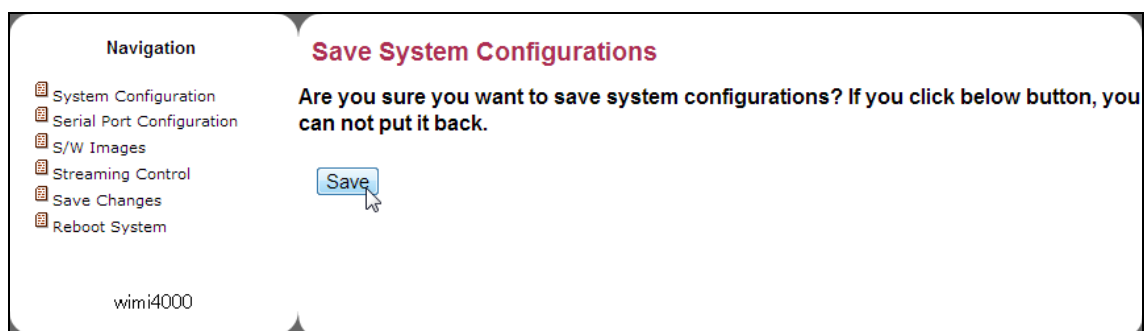 Navigation
System Configuration
Serial Port Configuration
S/W Images
Streaming Control
Save Changes
Reboot System
wimi4000
Save System Configurations
Are you sure you want to save system configurations? If you click below button, you
can not put it back.
Save